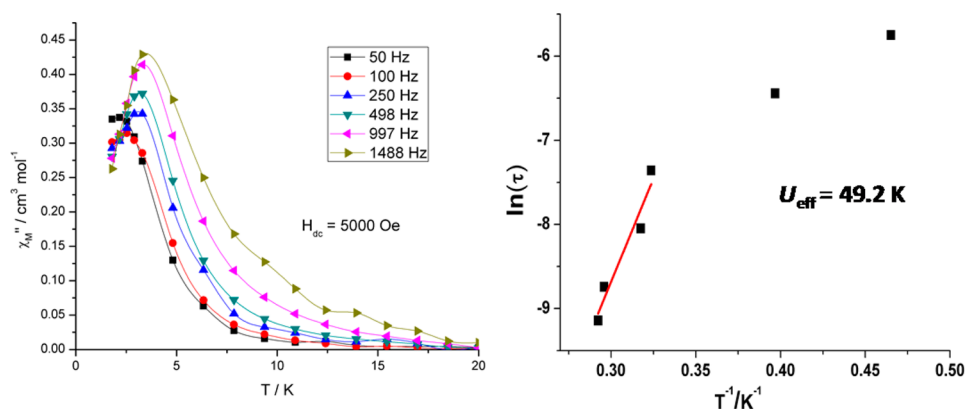 0.45
0.40
0.35
0.30
0.25
0.20
0.15
0.10
0.05
0.00
χM'' / cm³ mol⁻¹
50 Hz
100 Hz
250 Hz
498 Hz
997 Hz
1488 Hz
Hdc = 5000 Oe
0 5 10 15 20
T / K
-6
-7
-8
-9
ln(τ)
Ueff = 49.2 K
0.30 0.35 0.40 0.45 0.50
T⁻¹/K⁻¹